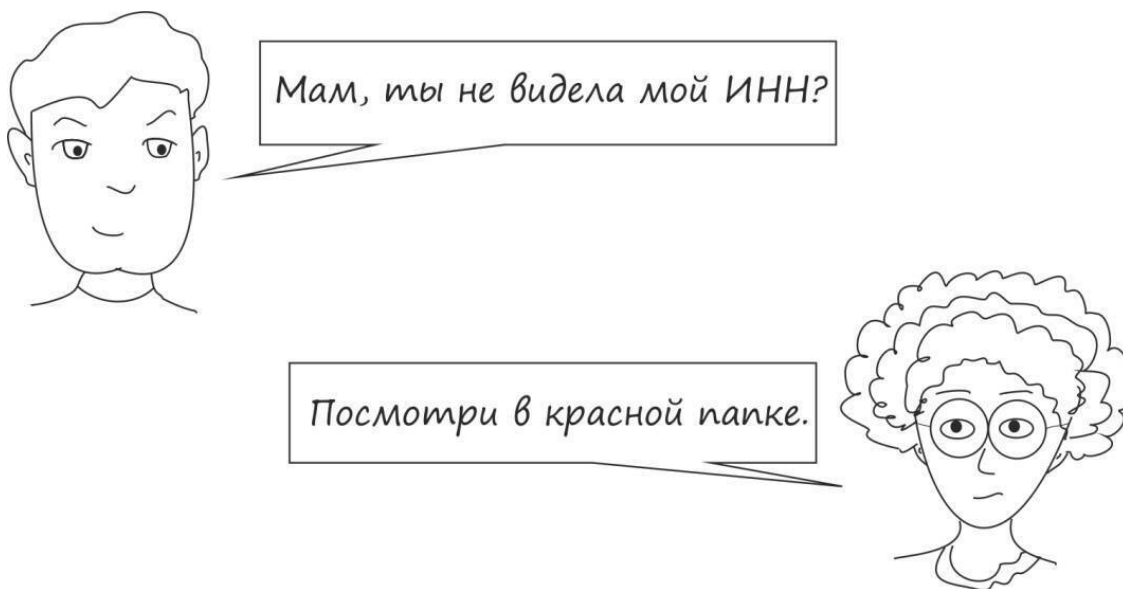 Мам, ты не видела мой ИНН?
Посмотри в красной папке.